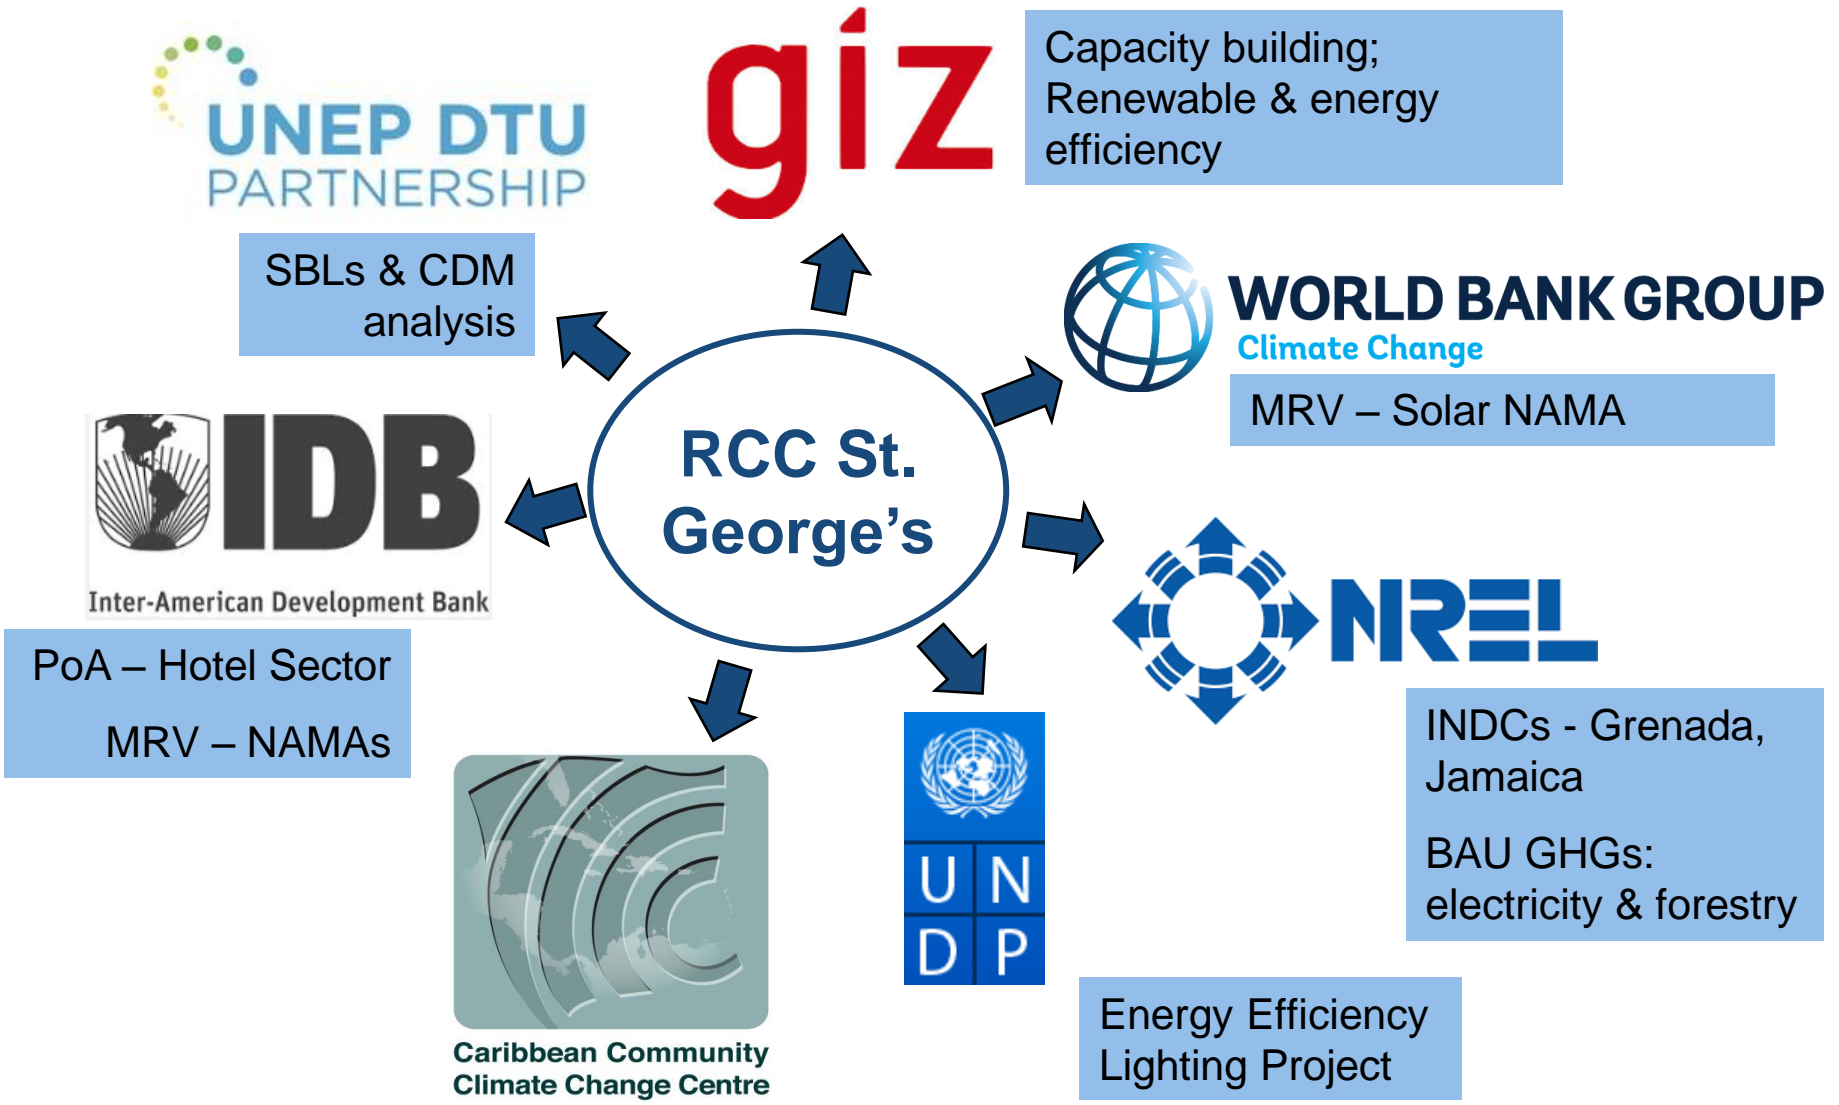 UNEP DTU
PARTNERSHIP
giz
Capacity building;
Renewable & energy
efficiency
SBLs & CDM
analysis
WORLD BANK GROUP
Climate Change
MRV – Solar NAMA
IDB
Inter-American Development Bank
RCC St.
George’s
NREL
PoA – Hotel Sector
MRV – NAMAs
INDCs - Grenada,
Jamaica
BAU GHGs:
electricity & forestry
U N
D P
Caribbean Community
Climate Change Centre
Energy Efficiency
Lighting Project